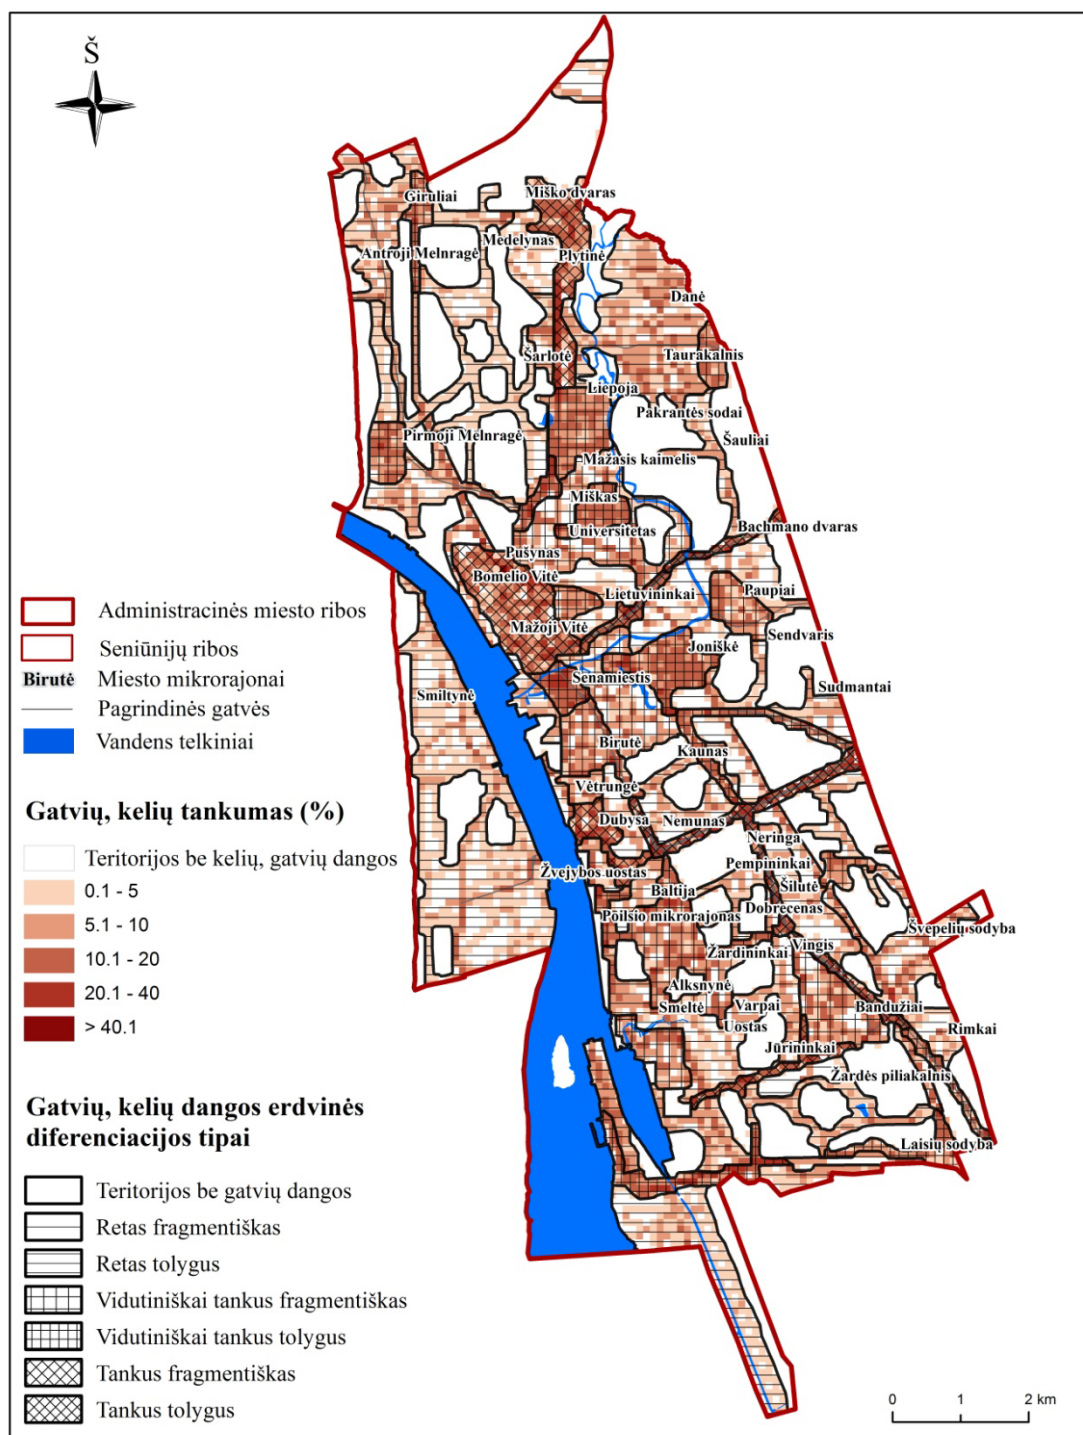 Š
Giruliai
Miško dvaras
Medelynas
Antroji Melnragė
Plytinė
Danė
Šarlotė
Taurakalnis
Liepoja
Pakrantės sodai
Pirmoji Melnragė
Šauliai
Mažasis kaimelis
Miškas
Universitetas
Bachmano dvaras
Pušynas
Bomelio Vitė
Lietuvininkai
Paupiai
Mažoji Vitė
Sendvaris
Joniškė
Senamiestis
Sudmantai
Smiltynė
Birutė
Kaunas
Vėtrungė
Dubysa
Nemunas
Neringa
Pempininkai
Žvejybos uostas
Baltija
Šilutė
Poilsio mikrorajonas
Dobrecenas
Švepelių sodyba
Žardininkai
Vingis
Alksnynė
Smeltė
Varpai
Bandužiai
Uostas
Rimkai
Jūrininkai
Žardės piliakalnis
Laisių sodyba
Administracinės miesto ribos
Seniūnijų ribos
Birutė Miesto mikrorajonai
Pagrindinės gatvės
Vandens telkiniai
Gatvių, kelių tankumas (%)
Teritorijos be kelių, gatvių dangos
0.1 - 5
5.1 - 10
10.1 - 20
20.1 - 40
> 40.1
Gatvių, kelių dangos erdvinės
diferenciacijos tipai
Teritorijos be gatvių dangos
Retas fragmentiškas
Retas tolygus
Vidutiniškai tankus fragmentiškas
Vidutiniškai tankus tolygus
Tankus fragmentiškas
Tankus tolygus
0 1 2 km